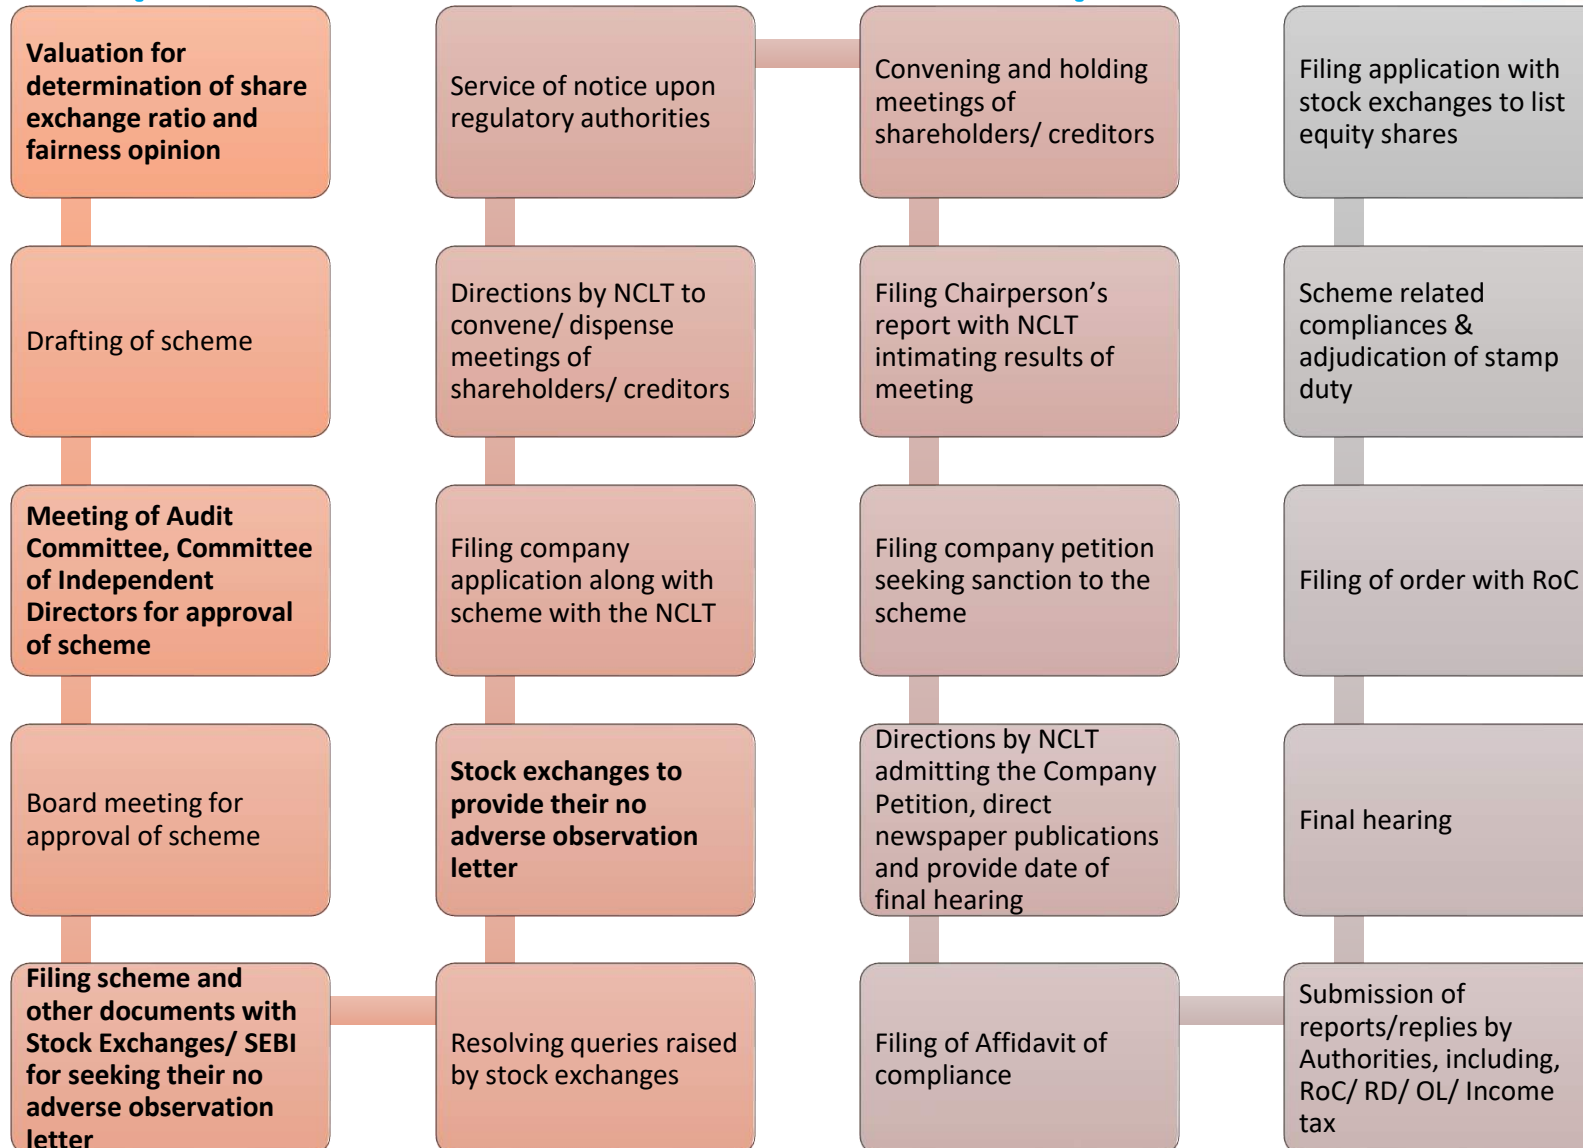 Valuation for
determination of share
exchange ratio and
fairness opinion
Drafting of scheme
Meeting of Audit
Committee, Committee
of Independent
Directors for approval
of scheme
Board meeting for
approval of scheme
Filing scheme and
other documents with
Stock Exchanges/ SEBI
for seeking their no
adverse observation
letter
Resolving queries raised
by stock exchanges
Stock exchanges to
provide their no
adverse observation
letter
Filing company
application along with
scheme with the NCLT
Directions by NCLT to
convene/ dispense
meetings of
shareholders/ creditors
Service of notice upon
regulatory authorities
Convening and holding
meetings of
shareholders/ creditors
Filing Chairperson’s
report with NCLT
intimating results of
meeting
Filing company petition
seeking sanction to the
scheme
Directions by NCLT
admitting the Company
Petition, direct
newspaper publications
and provide date of
final hearing
Filing of Affidavit of
compliance
Submission of
reports/replies by
Authorities, including,
RoC/ RD/ OL/ Income
tax
Final hearing
Filing of order with RoC
Scheme related
compliances &
adjudication of stamp
duty
Filing application with
stock exchanges to list
equity shares